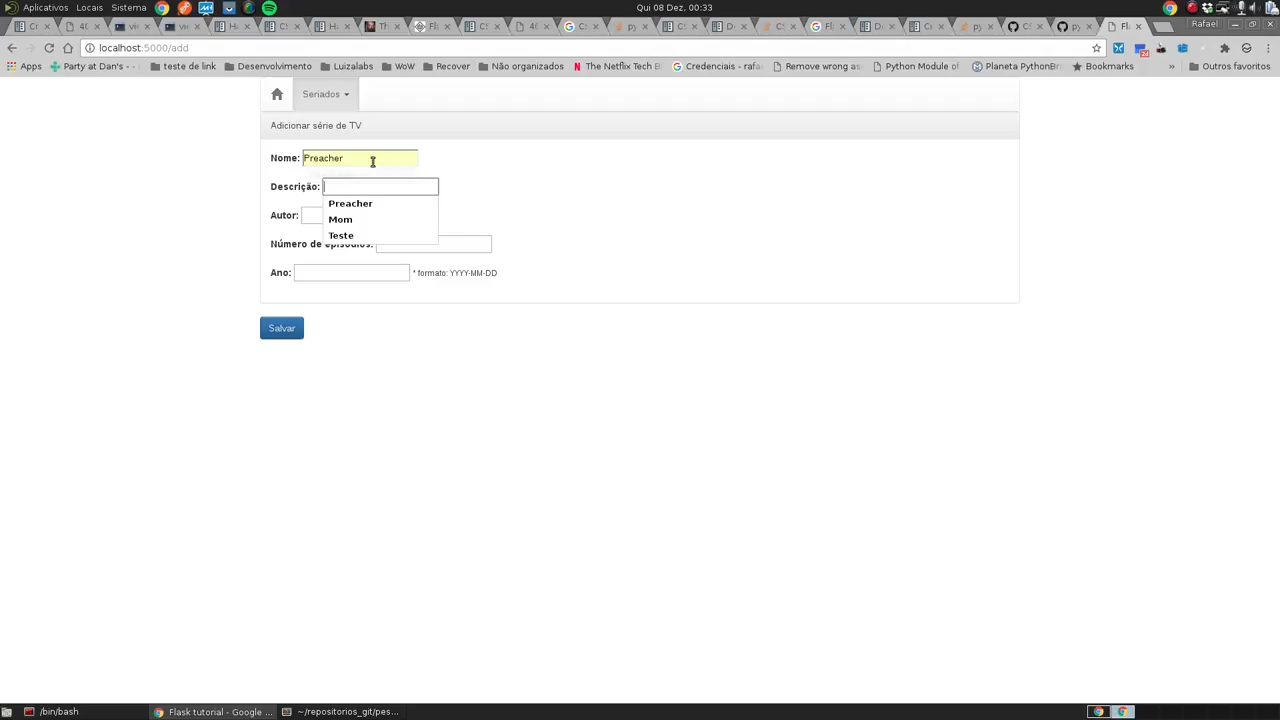 Aplicativos Locais Sistema Qui 08 Dez, 00:33
Rafael
localhost:5000/add
Apps Party at Dan's - - teste de link Desenvolvimento Luizalabs WoW Recover Não organizados The Netflix Tech B Credenciais - rafa Remove wrong as Python Module of Planeta PythonBr Bookmarks » Outros favoritos
Seriados
Adicionar série de TV
Nome: Preacher
Descrição:
Preacher
Autor:
Mom
Teste
Número de episódios:
Ano: * formato: YYYY-MM-DD
Salvar
/bin/bash Flask tutorial - Google ... ~/repositorios_git/pes...